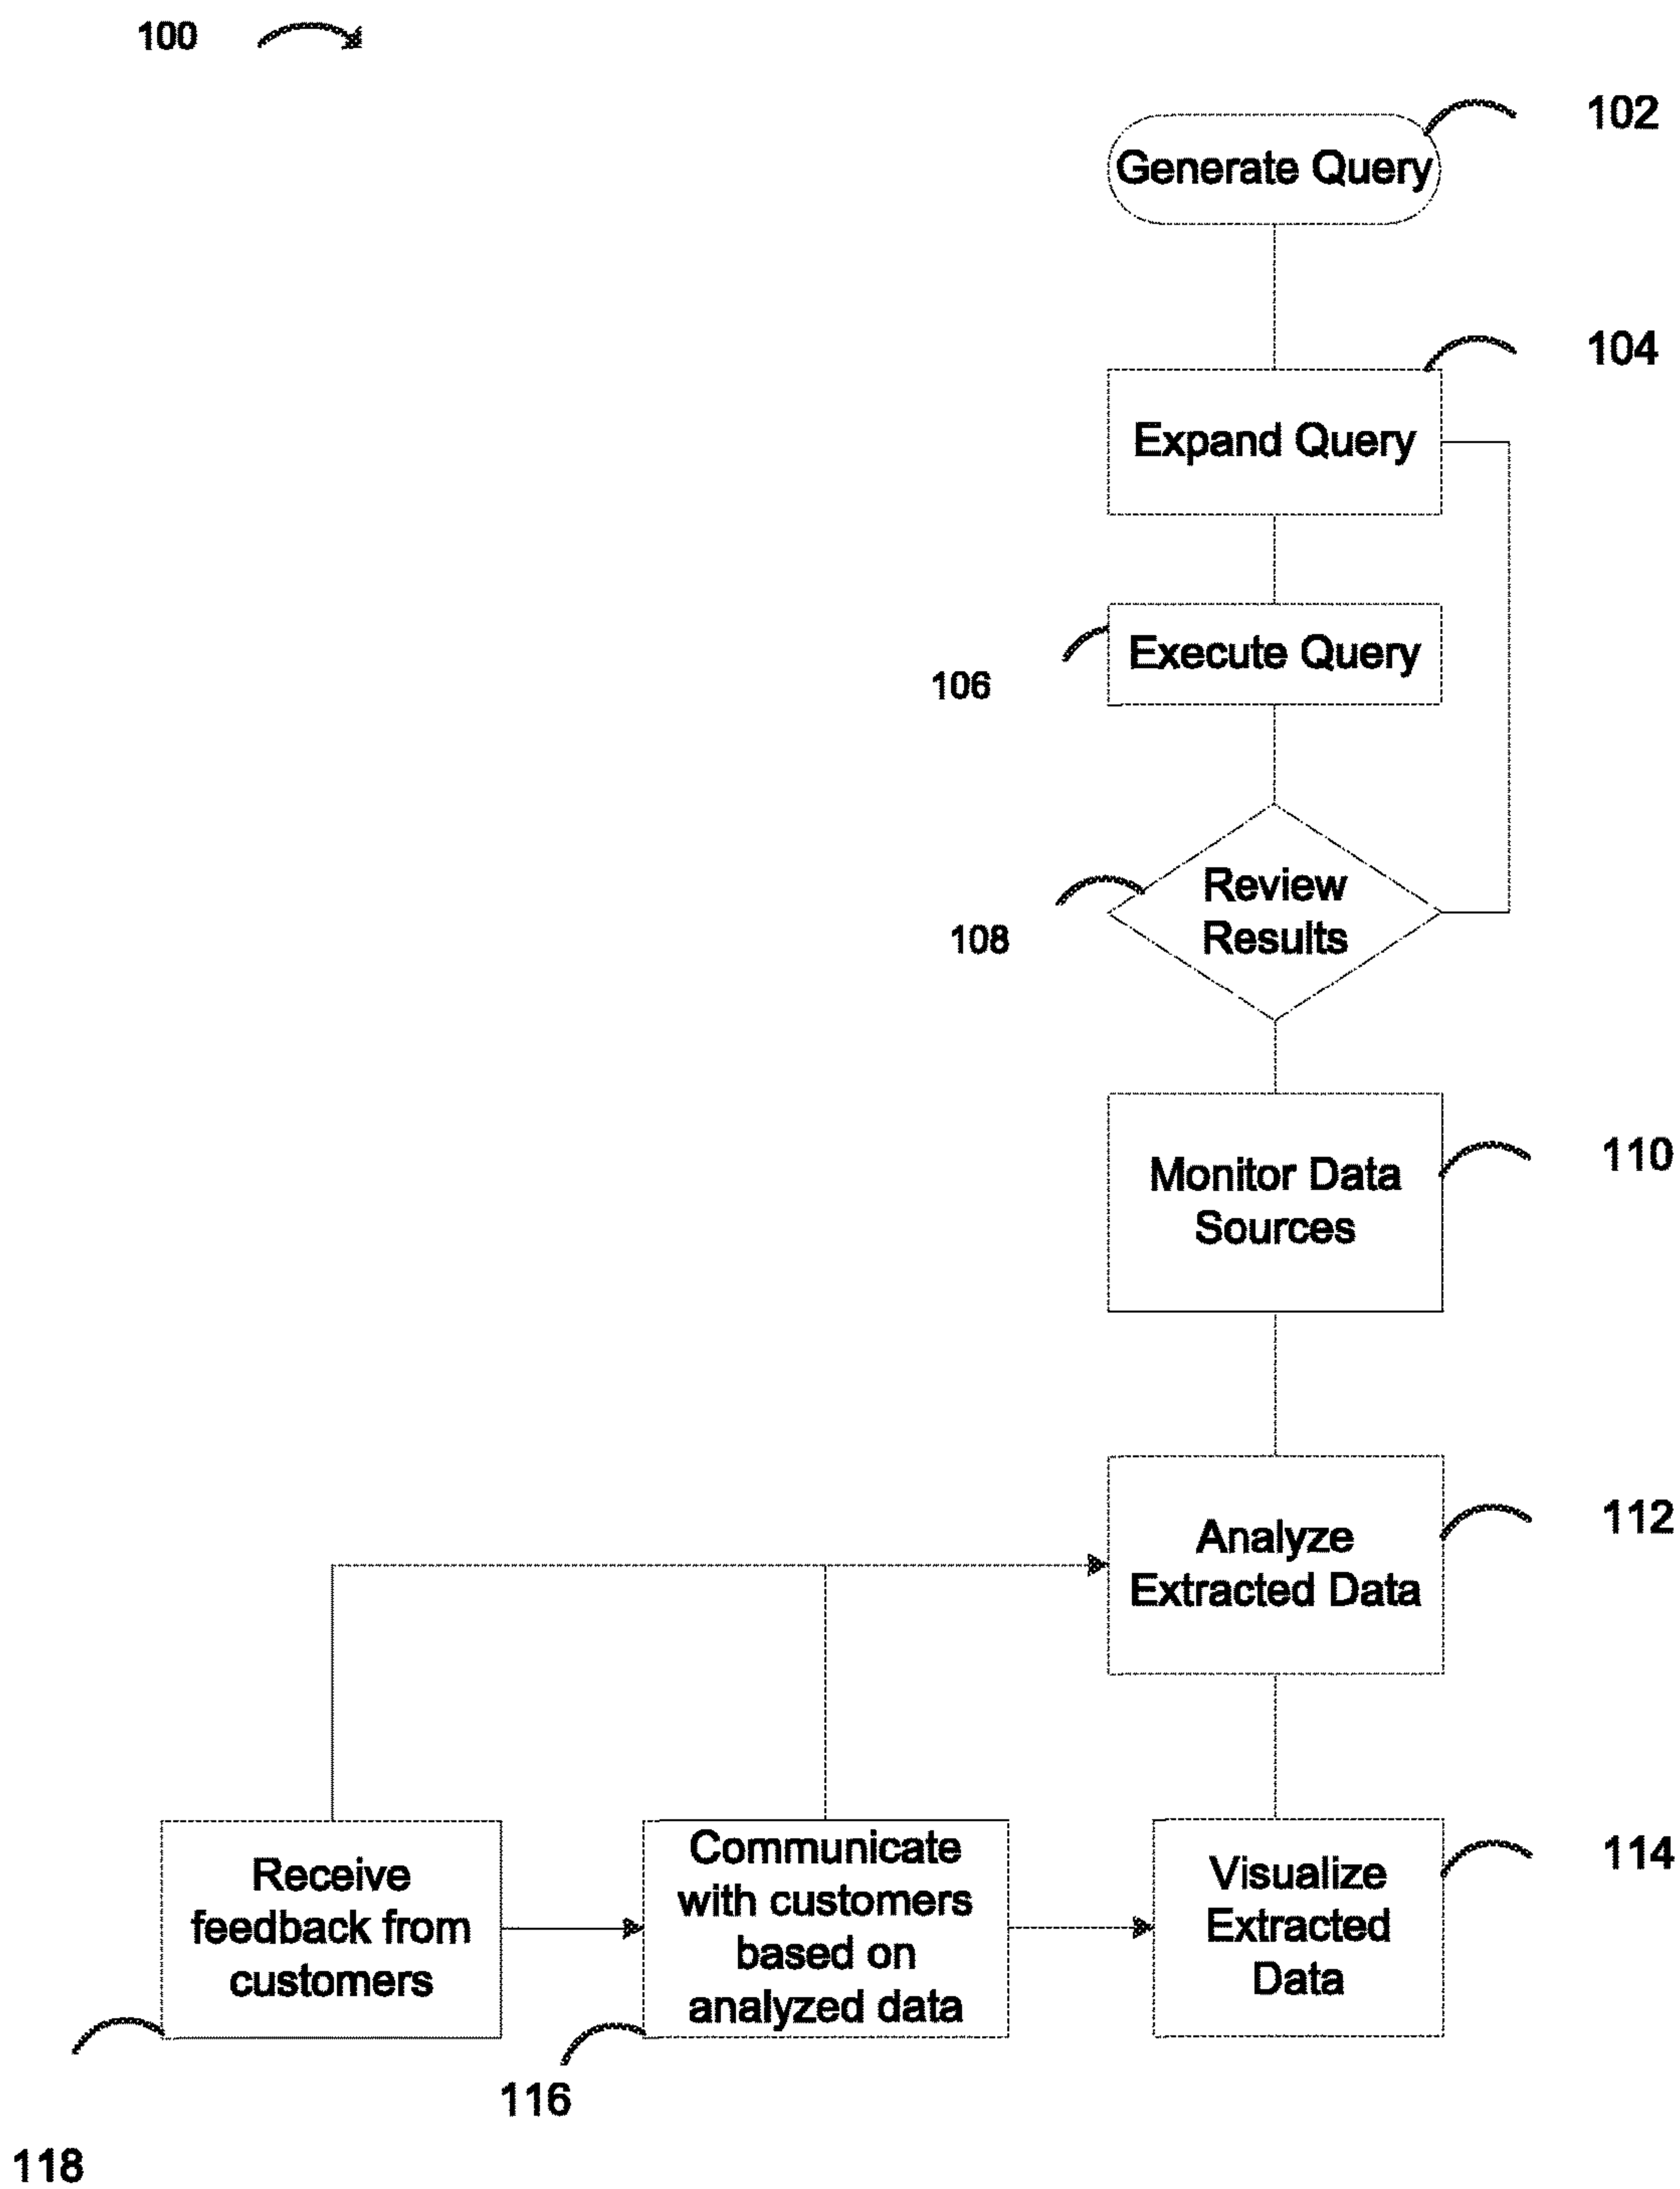 100
102
Generate Query
104
Expand Query
Execute Query
106
Review
Results
108
110
Monitor Data
Sources
112
Analyze
Extracted Data
114
Visualize
Extracted
Data
Communicate
with customers
based on
analyzed data
116
Receive
feedback from
customers
118